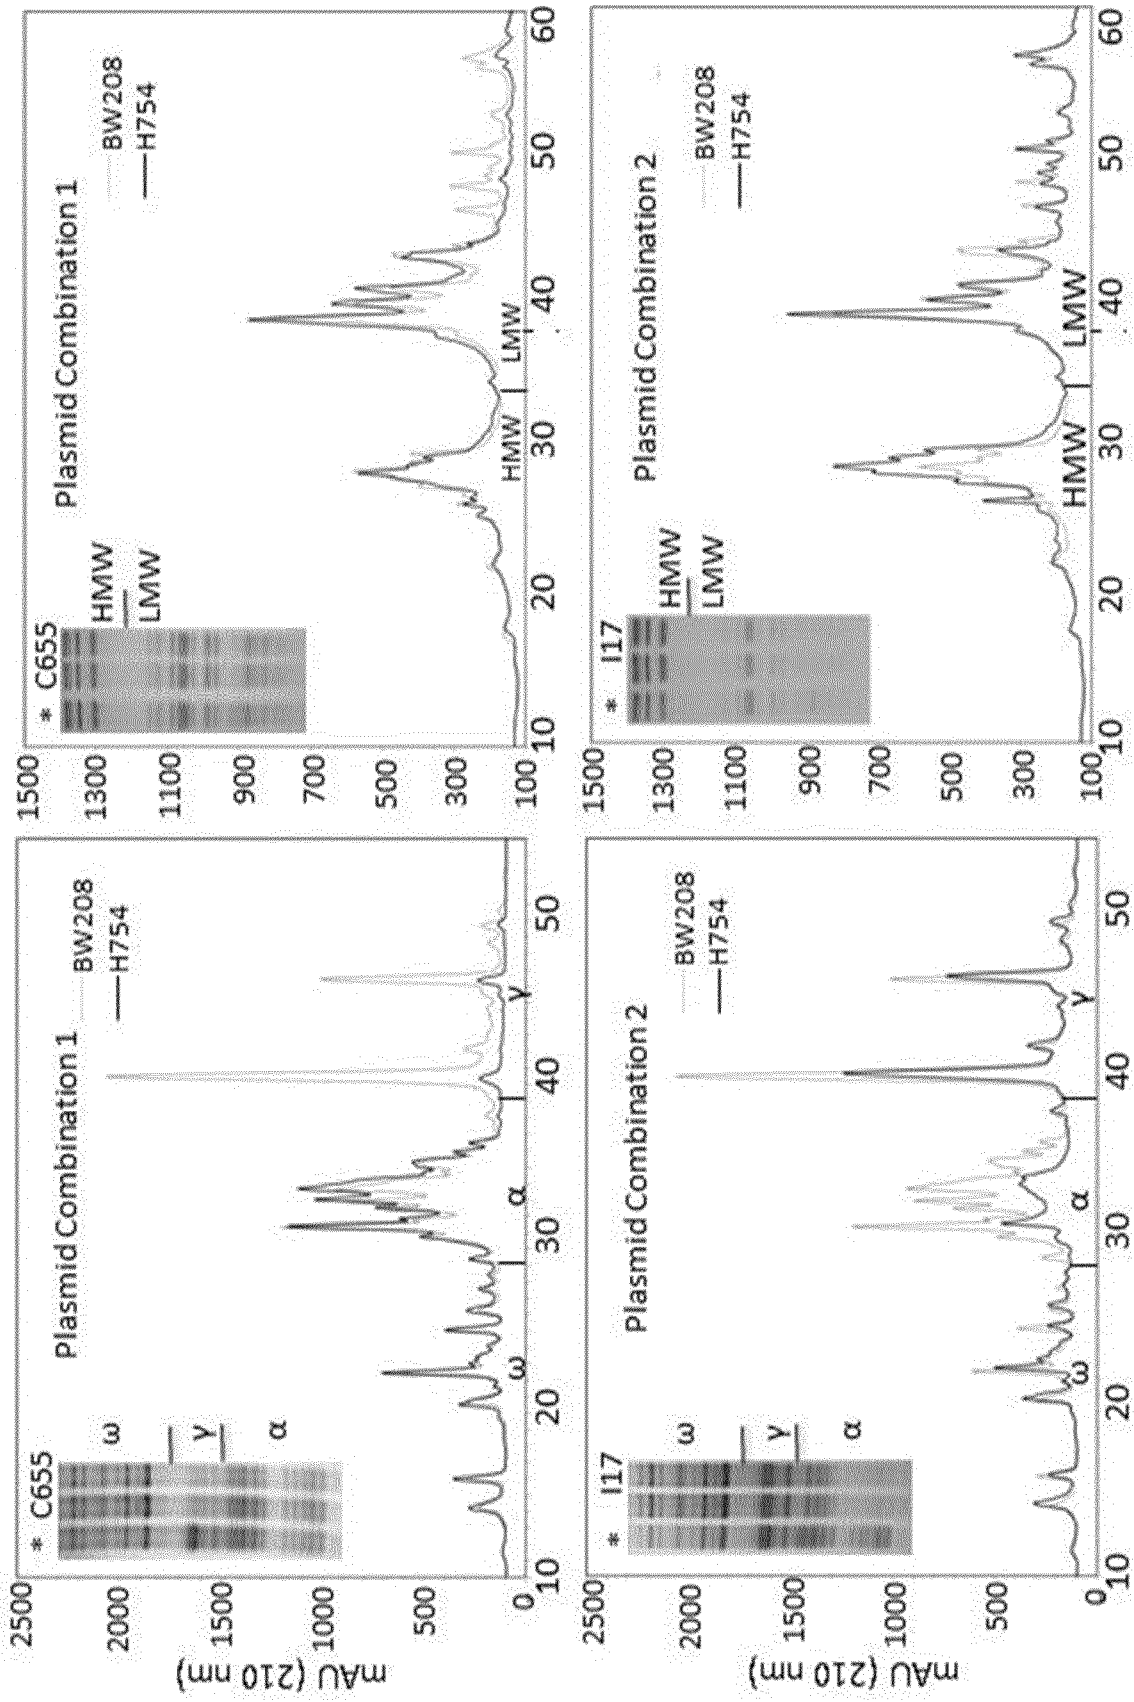 Plasmid Combination 1
BW208
H754
* C655
ω
γ
α
2500
2000
1500
1000
500
0
mAU (210 nm)
ω
α
γ
10
20
30
40
50
Plasmid Combination 1
BW208
H754
* C655
HMW
LMW
1500
1300
1100
900
700
500
300
100
HMW
LMW
10
20
30
40
50
60
Plasmid Combination 2
BW208
H754
* I17
ω
γ
α
2500
2000
1500
1000
500
0
mAU (210 nm)
ω
α
γ
10
20
30
40
50
Plasmid Combination 2
BW208
H754
* I17
HMW
LMW
1500
1300
1100
900
700
500
300
100
HMW
LMW
10
20
30
40
50
60